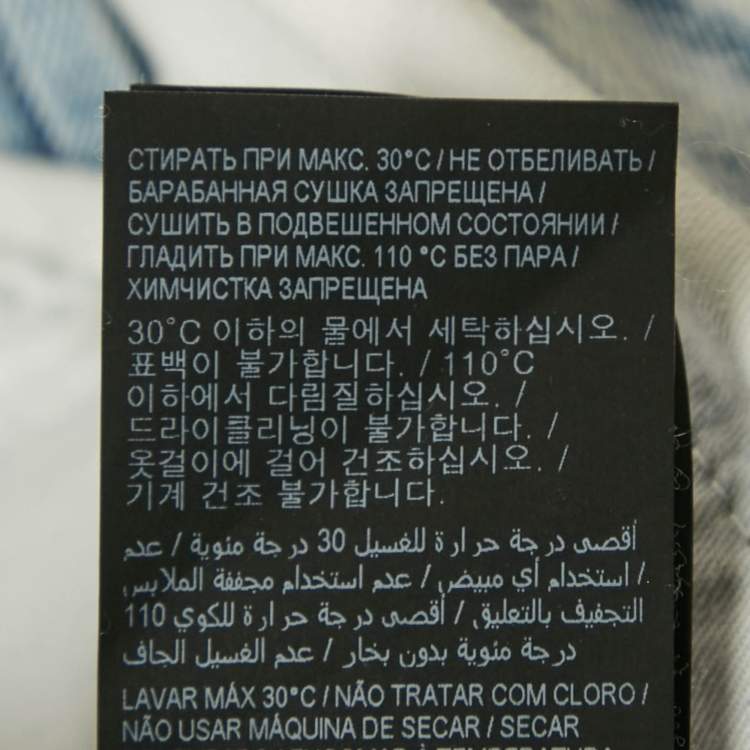 СТИРАТЬ ПРИ МАКС. 30°C / НЕ ОТБЕЛИВАТЬ /
БАРАБАННАЯ СУШКА ЗАПРЕЩЕНА /
СУШИТЬ В ПОДВЕШЕННОМ СОСТОЯНИИ /
ГЛАДИТЬ ПРИ МАКС. 110 °C БЕЗ ПАРА /
ХИМЧИСТКА ЗАПРЕЩЕНА
30°C 이하의 물에서 세탁하십시오. /
표백이 불가합니다. / 110°C
이하에서 다림질하십시오. /
드라이클리닝이 불가합니다. /
옷걸이에 걸어 건조하십시오. /
기계 건조 불가합니다.
أقصى درجة حرارة للغسيل 30 درجة مئوية / عدم
استخدام أي مبيض / عدم استخدام مجففة الملابس /
التجفيف بالتعليق / أقصى درجة حرارة للكوي 110
درجة مئوية بدون بخار / عدم الغسيل الجاف
LAVAR MÁX 30°C / NÃO TRATAR COM CLORO /
NÃO USAR MÁQUINA DE SECAR / SECAR